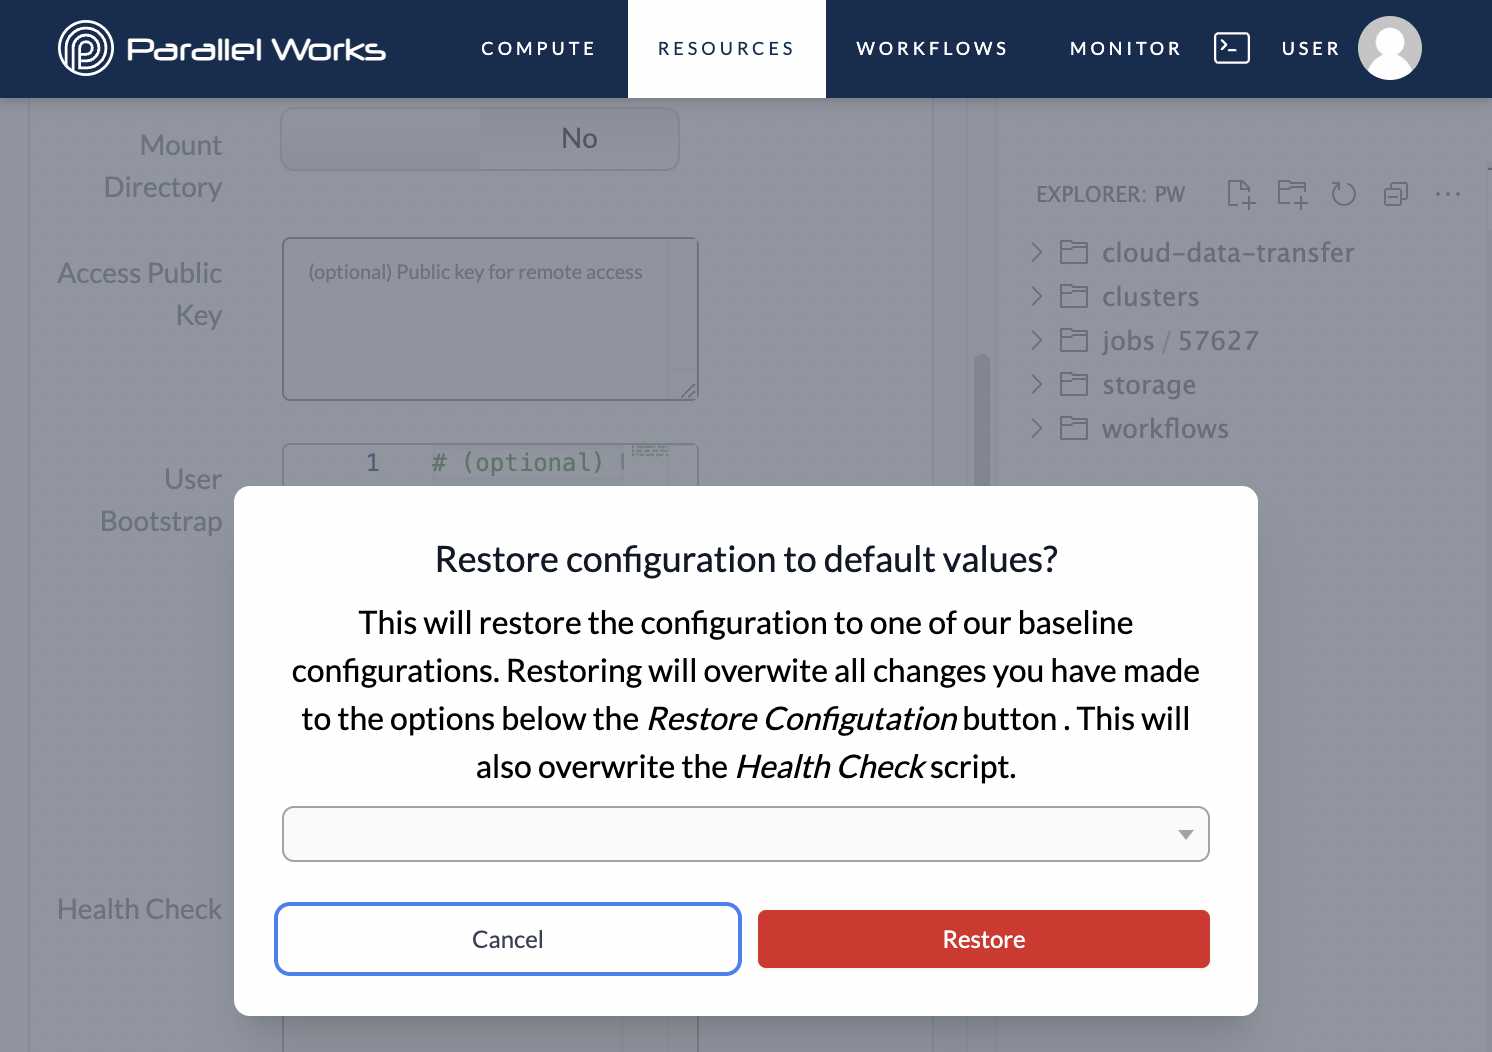 Parallel Works
COMPUTE
RESOURCES
WORKFLOWS
MONITOR
USER
Mount
Directory
No
Access Public
Key
(optional) Public key for remote access
User
Bootstrap
1 # (optional)
Health Check
EXPLORER: PW
cloud-data-transfer
clusters
jobs / 57627
storage
workflows
Restore configuration to default values?
This will restore the configuration to one of our baseline
configurations. Restoring will overwite all changes you have made
to the options below the Restore Configutation button . This will
also overwrite the Health Check script.
Cancel
Restore